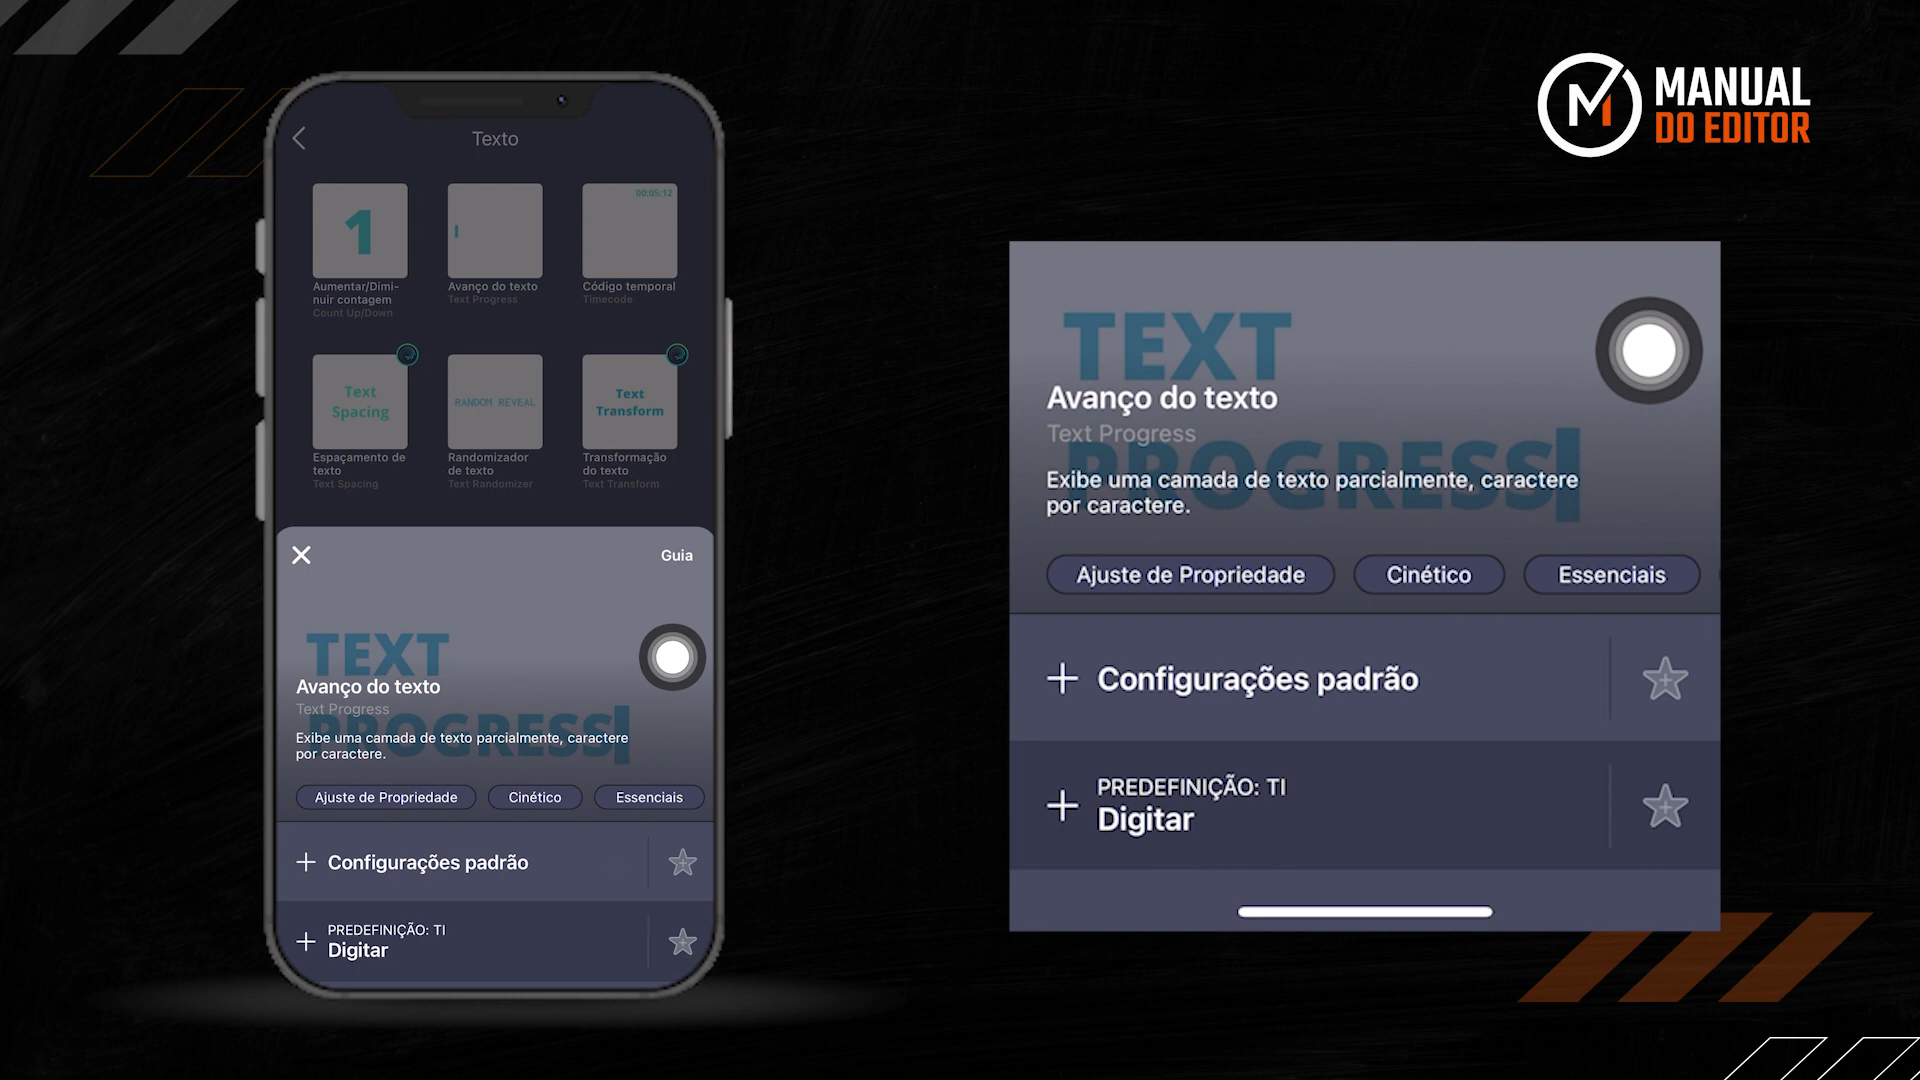 MANUAL
DO EDITOR
Texto
1
00:05:12
Aumentar/Dimi-
nuir contagem
Count Up/Down
Avanço do texto
Text Progress
Código temporal
Timecode
Text
Spacing
RANDOM REVEAL
Text
Transform
Espaçamento de
texto
Text Spacing
Randomizador
de texto
Text Randomizer
Transformação
do texto
Text Transform
Guia
TEXT
Avanço do texto
Text Progress
PROGRESS
Exibe uma camada de texto parcialmente, caractere
por caractere.
Ajuste de Propriedade
Cinético
Essenciais
Configurações padrão
PREDEFINIÇÃO: TI
Digitar
TEXT
Avanço do texto
Text Progress
PROGRESS
Exibe uma camada de texto parcialmente, caractere
por caractere.
Ajuste de Propriedade
Cinético
Essenciais
Configurações padrão
PREDEFINIÇÃO: TI
Digitar